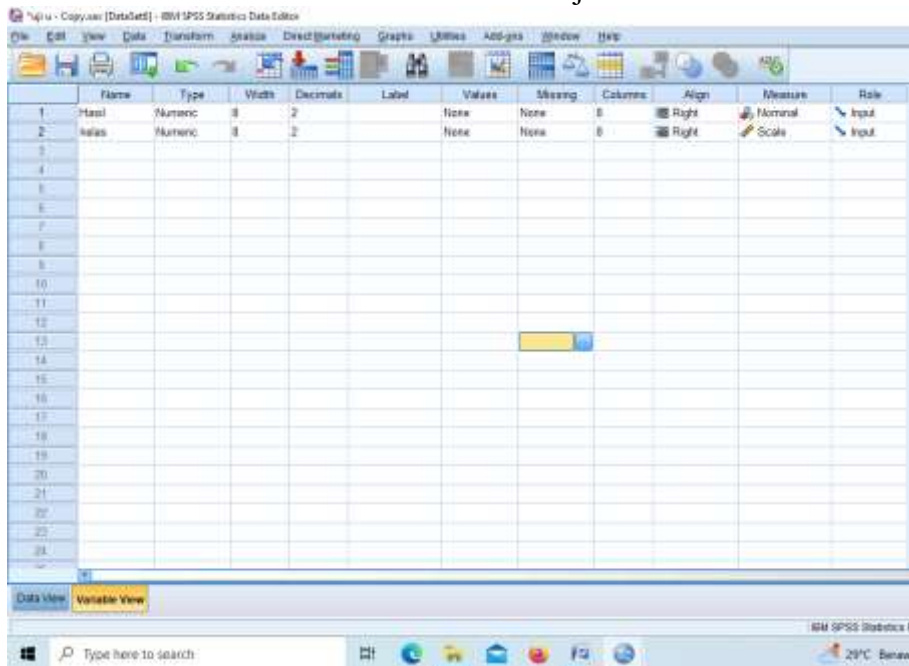 *uji u - Copy.sav [DataSet0] - IBM SPSS Statistics Data Editor
File Edit View Data Transform Analyze Direct Marketing Graphs Utilities Add-ons Window Help
Name Type Width Decimals Label Values Missing Columns Align Measure Role
1 Hasil Numeric 8 2 None None 8 Right Nominal Input
2 kelas Numeric 8 2 None None 8 Right Scale Input
3
4
5
6
7
8
9
10
11
12
13
14
15
16
17
18
19
20
21
22
23
24
Data View Variable View
IBM SPSS Statistics
Type here to search
29°C Beraw